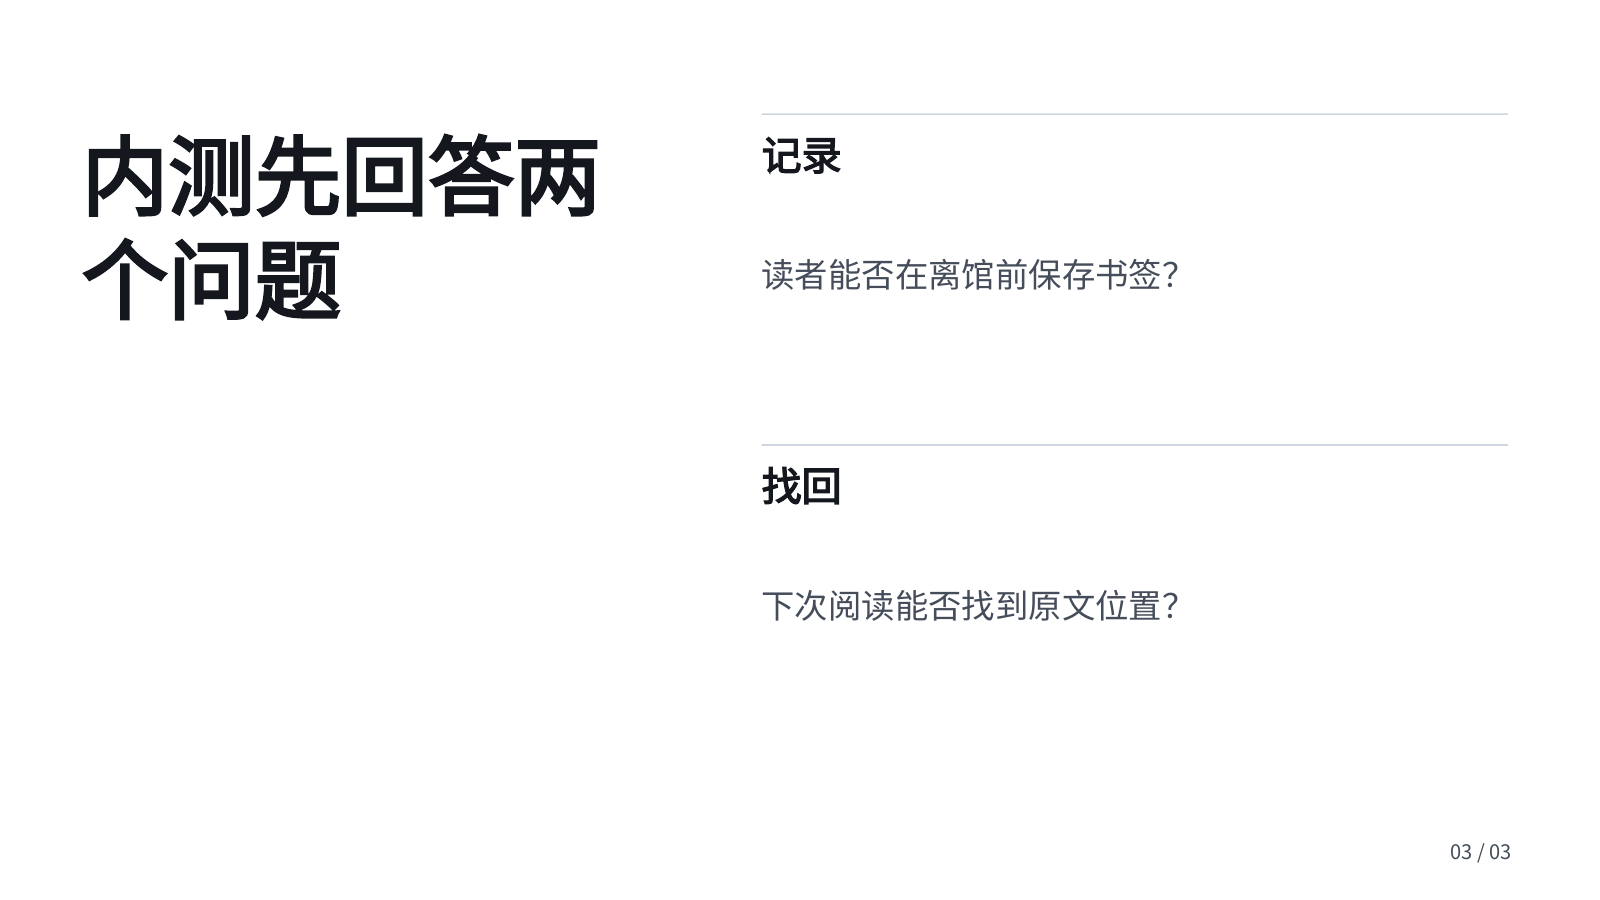 内测先回答两
个问题
记录
读者能否在离馆前保存书签？
找回
下次阅读能否找到原文位置？
03 / 03